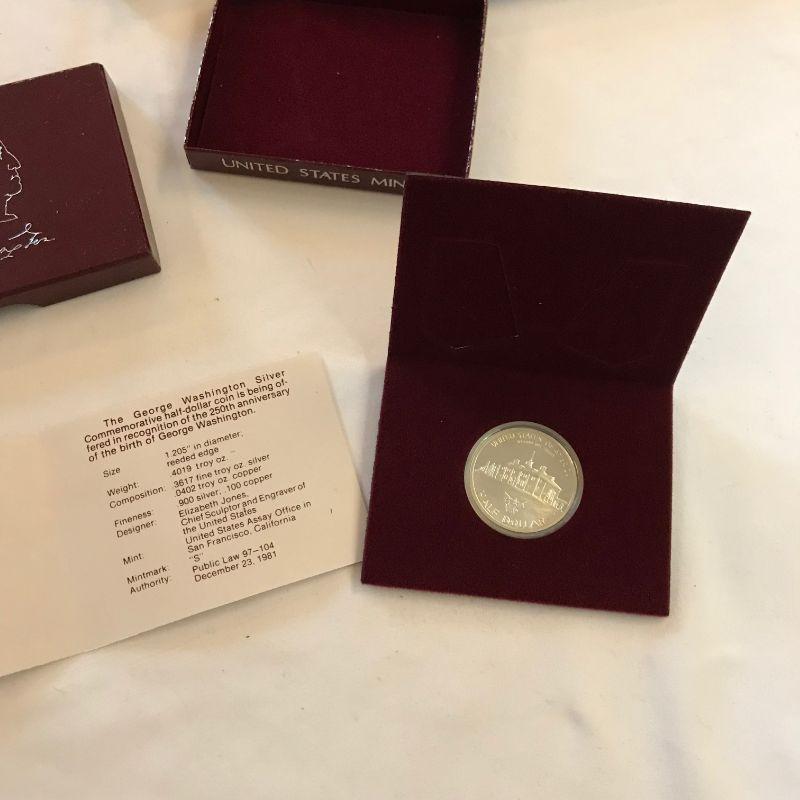 UNITED STATES MIN
The George Washington Silver
Commemorative half-dollar coin is being of-
fered in recognition of the 250th anniversary
of the birth of George Washington.
Size 1.205" in diameter;
reeded edge
Weight: .4019 troy oz.
Composition: .3617 fine troy oz. silver
.0402 troy oz. copper
Fineness: .900 silver, .100 copper
Designer: Elizabeth Jones,
Chief Sculptor and Engraver of
the United States
Mint: United States Assay Office in
San Francisco, California
Mintmark: "S"
Authority: Public Law 97–104
December 23, 1981
UNITED STATES OF
HALF DOLLAR